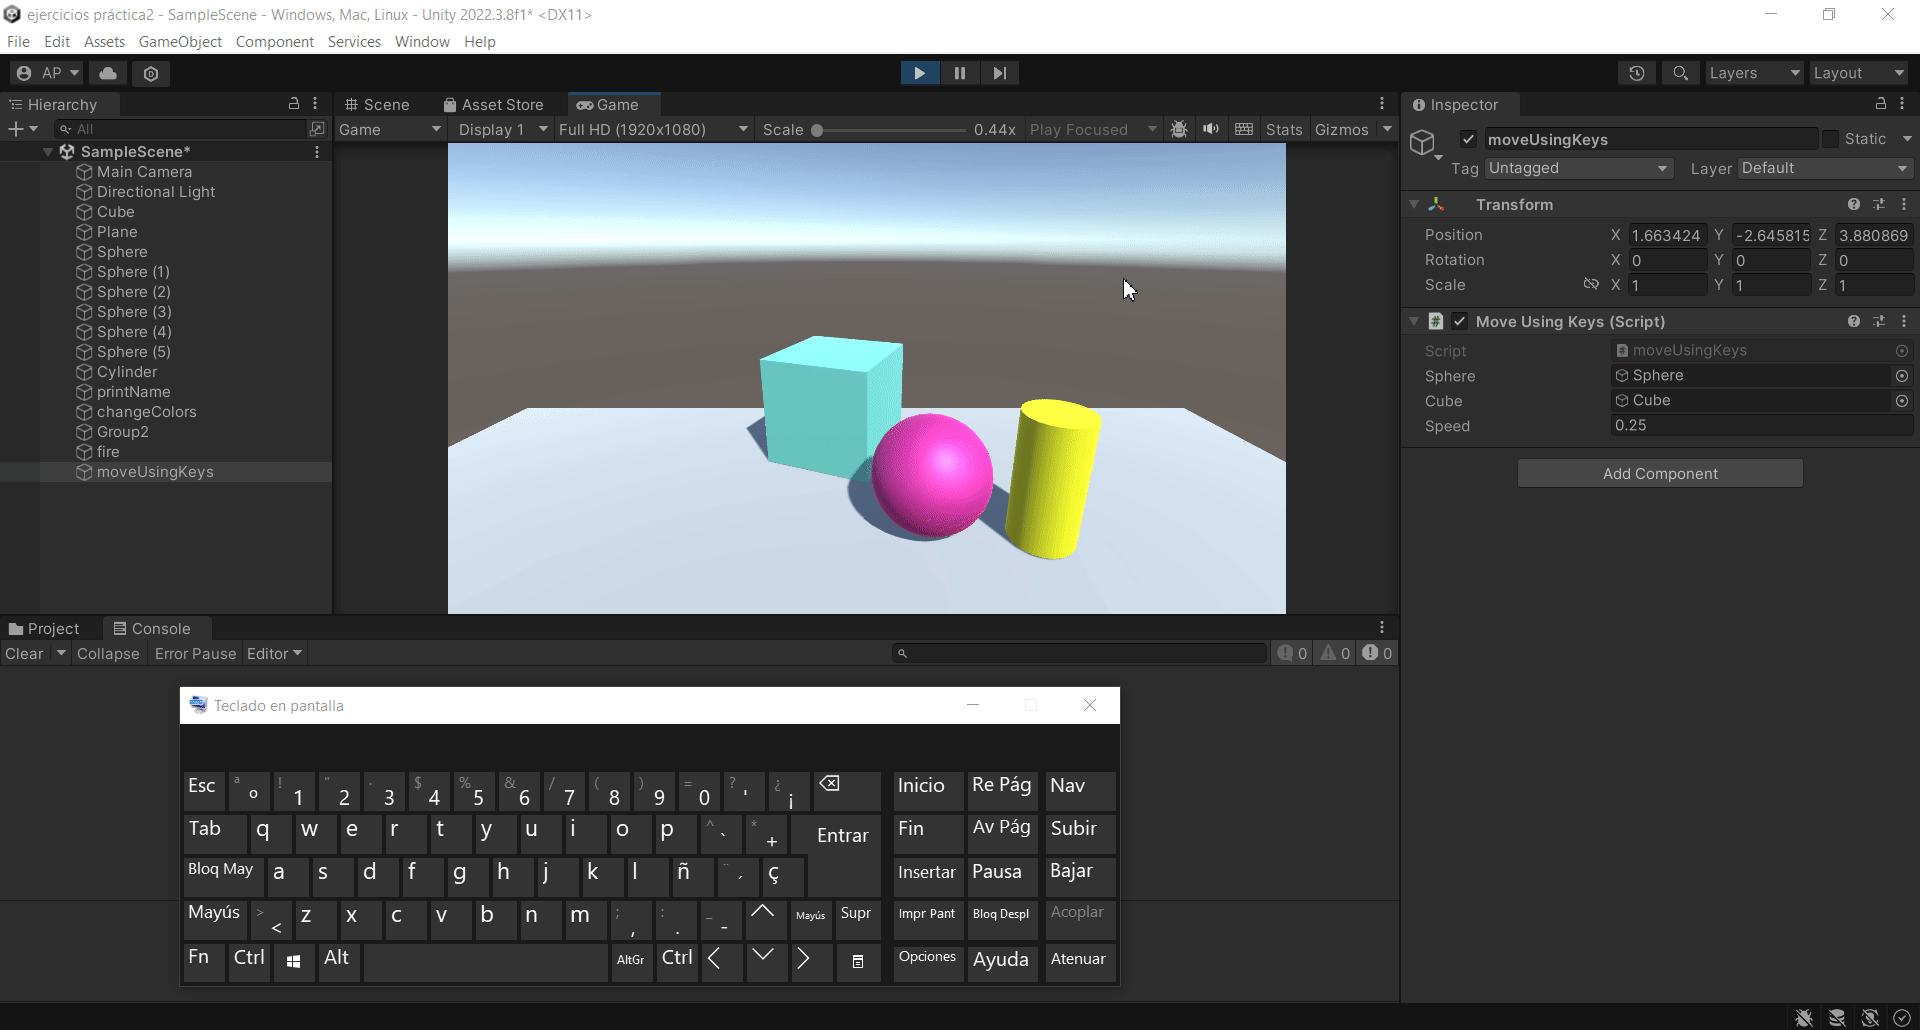 ejercicios práctica2 - SampleScene - Windows, Mac, Linux - Unity 2022.3.8f1* <DX11>
File Edit Assets GameObject Component Services Window Help
AP Layers Layout
Hierarchy
All
SampleScene*
Main Camera
Directional Light
Cube
Plane
Sphere
Sphere (1)
Sphere (2)
Sphere (3)
Sphere (4)
Sphere (5)
Cylinder
printName
changeColors
Group2
fire
moveUsingKeys
Scene Asset Store Game
Game Display 1 Full HD (1920x1080) Scale 0.44x Play Focused Stats Gizmos
Inspector
moveUsingKeys Static
Tag Untagged Layer Default
Transform
Position X 1.663424 Y -2.645815 Z 3.880869
Rotation X 0 Y 0 Z 0
Scale X 1 Y 1 Z 1
Move Using Keys (Script)
Script moveUsingKeys
Sphere Sphere
Cube Cube
Speed 0.25
Add Component
Project Console
Clear Collapse Error Pause Editor 0 0 0
Teclado en pantalla
Esc ª º ! 1 " 2 · 3 $ 4 % 5 & 6 / 7 ( 8 ) 9 = 0 ? ' ¿ ¡ Inicio Re Pág Nav
Tab q w e r t y u i o p ^ ` * + Entrar Fin Av Pág Subir
Bloq May a s d f g h j k l ñ ¨ ´ ç Insertar Pausa Bajar
Mayús > < z x c v b n m ; , : . _ - Mayús Supr Impr Pant Bloq Despl Acoplar
Fn Ctrl Alt AltGr Ctrl Opciones Ayuda Atenuar